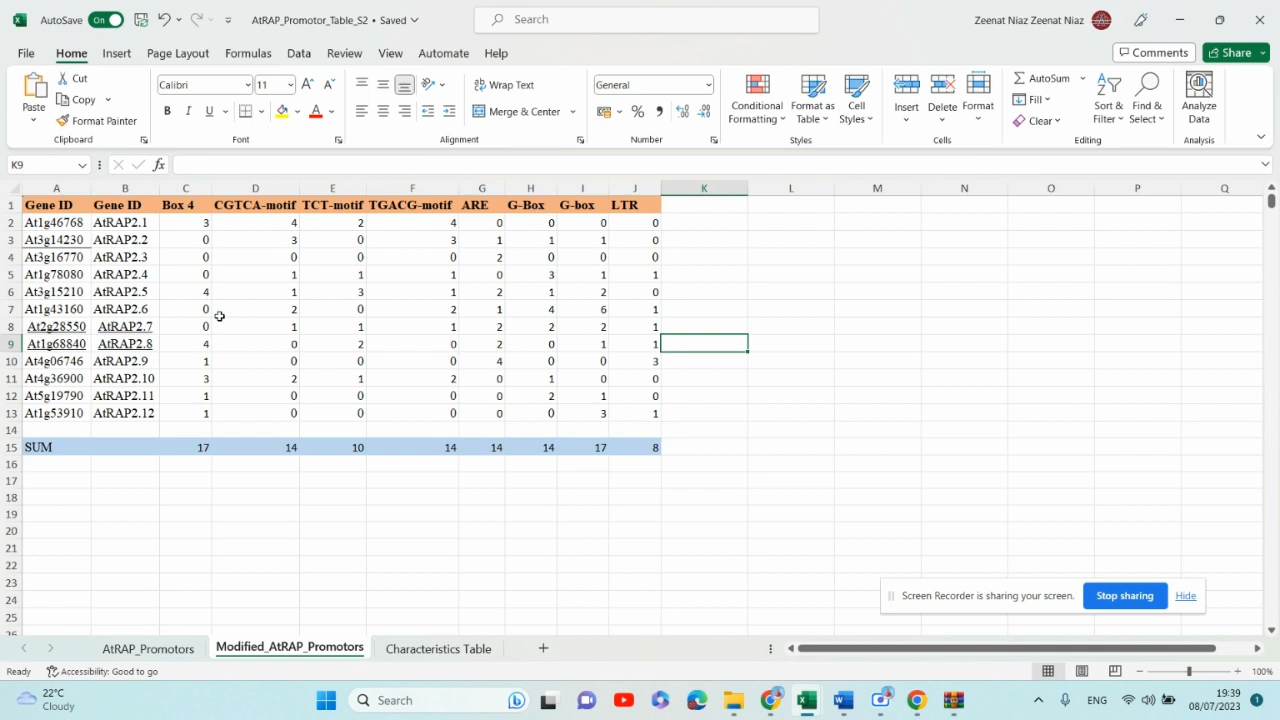 AutoSave On AtRAP_Promotor_Table_S2 • Saved Search Zeenat Niaz Zeenat Niaz
File Home Insert Page Layout Formulas Data Review View Automate Help Comments Share
Paste Cut Copy Format Painter Clipboard
Calibri 11 B I U Font
Wrap Text Merge & Center Alignment
General % Number
Conditional Formatting Format as Table Cell Styles Styles
Insert Delete Format Cells
AutoSum Fill Clear Sort & Filter Find & Select Editing
Analyze Data Analysis
K9 fx
A B C D E F G H I J K L M N O P Q
1 Gene ID Gene ID Box 4 CGTCA-motif TCT-motif TGACG-motif ARE G-Box G-box LTR
2 At1g46768 AtRAP2.1 3 4 2 4 0 0 0 0
3 At3g14230 AtRAP2.2 0 3 0 3 1 1 1 0
4 At3g16770 AtRAP2.3 0 0 0 0 2 0 0 0
5 At1g78080 AtRAP2.4 0 1 1 1 0 3 1 1
6 At3g15210 AtRAP2.5 4 1 3 1 2 1 2 0
7 At1g43160 AtRAP2.6 0 2 0 2 1 4 6 1
8 At2g28550 AtRAP2.7 0 1 1 1 2 2 2 1
9 At1g68840 AtRAP2.8 4 0 2 0 2 0 1 1
10 At4g06746 AtRAP2.9 1 0 0 0 4 0 0 3
11 At4g36900 AtRAP2.10 3 2 1 2 0 1 0 0
12 At5g19790 AtRAP2.11 1 0 0 0 0 2 1 0
13 At1g53910 AtRAP2.12 1 0 0 0 0 0 3 1
14
15 SUM 17 14 10 14 14 14 17 8
16
17
18
19
20
21
22
23
24
25
Screen Recorder is sharing your screen. Stop sharing Hide
AtRAP_Promotors Modified_AtRAP_Promotors Characteristics Table
Ready Accessibility: Good to go 100%
22°C Cloudy Search ENG 19:39 08/07/2023 1